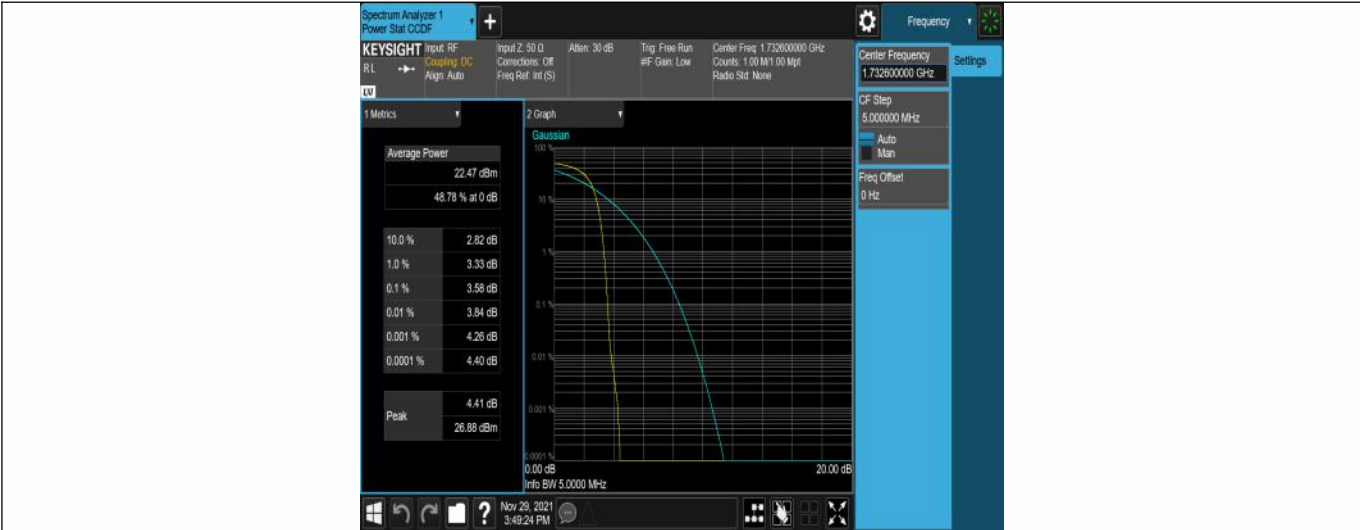 Spectrum Analyzer 1
Power Stat CCDF
Frequency
KEYSIGHT
RL
LXI
Input: RF
Coupling: DC
Align: Auto
Input Z: 50 Ω
Corrections: Off
Freq Ref: Int (S)
Atten: 30 dB
Trig: Free Run
#IF Gain: Low
Center Freq: 1.732600000 GHz
Counts: 1.00 M/1.00 Mpt
Radio Std: None
Center Frequency
1.732600000 GHz
Settings
CF Step
5.000000 MHz
Auto
Man
Freq Offset
0 Hz
1 Metrics
Average Power
22.47 dBm
48.78 % at 0 dB
10.0 % 2.82 dB
1.0 % 3.33 dB
0.1 % 3.58 dB
0.01 % 3.84 dB
0.001 % 4.26 dB
0.0001 % 4.40 dB
Peak
4.41 dB
26.88 dBm
2 Graph
Gaussian
100 %
10 %
1 %
0.1 %
0.01 %
0.001 %
0.0001 %
0.00 dB 20.00 dB
Info BW 5.0000 MHz
?
Nov 29, 2021
3:49:24 PM